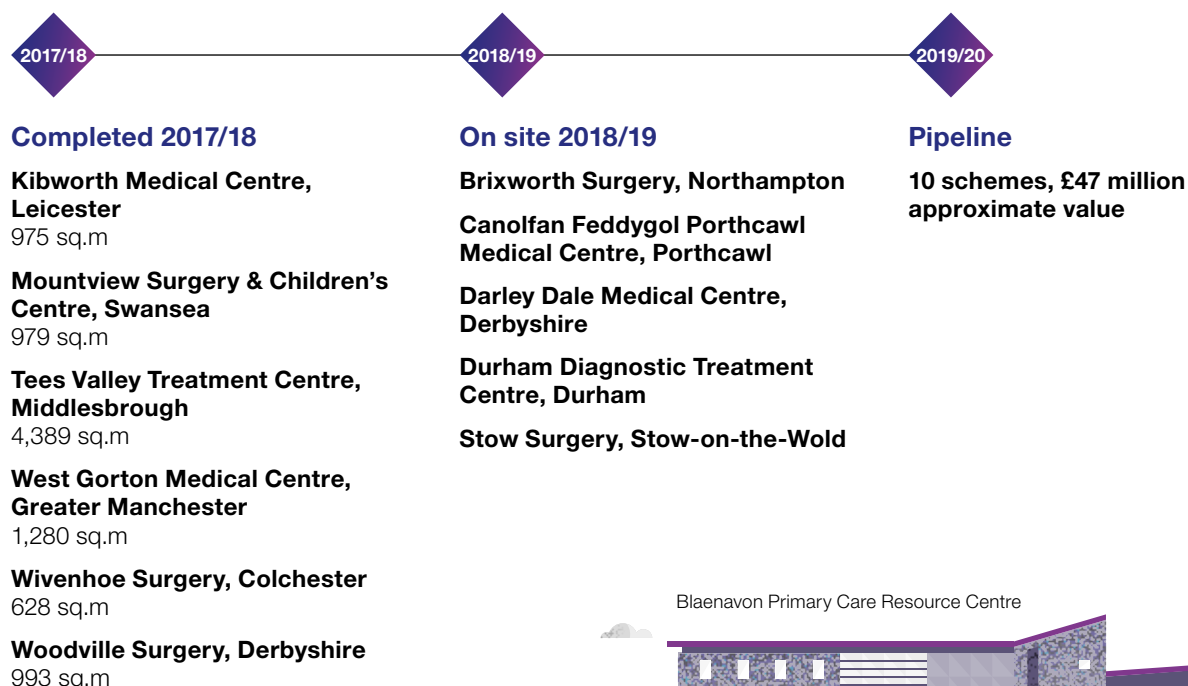 2017/18
2018/19
2019/20
Completed 2017/18
Kibworth Medical Centre,
Leicester
975 sq.m
Mountview Surgery & Children’s
Centre, Swansea
979 sq.m
Tees Valley Treatment Centre,
Middlesbrough
4,389 sq.m
West Gorton Medical Centre,
Greater Manchester
1,280 sq.m
Wivenhoe Surgery, Colchester
628 sq.m
Woodville Surgery, Derbyshire
993 sq.m
On site 2018/19
Brixworth Surgery, Northampton
Canolfan Feddygol Porthcawl
Medical Centre, Porthcawl
Darley Dale Medical Centre,
Derbyshire
Durham Diagnostic Treatment
Centre, Durham
Stow Surgery, Stow-on-the-Wold
Pipeline
10 schemes, £47 million
approximate value
Blaenavon Primary Care Resource Centre